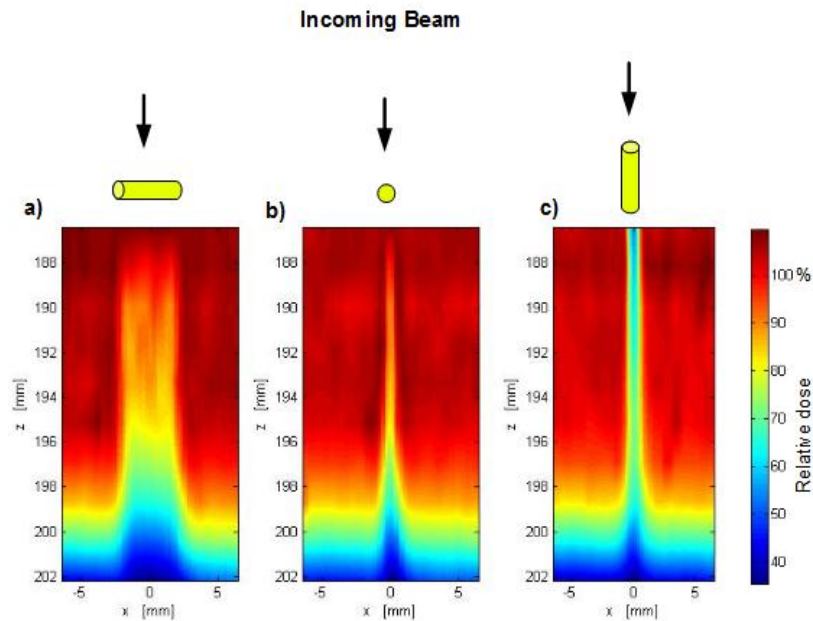 Incoming Beam
a)
b)
c)
188
190
192
194
196
198
200
202
z [mm]
-5 0 5
x [mm]
188
190
192
194
196
198
200
202
z [mm]
-5 0 5
x [mm]
188
190
192
194
196
198
200
202
z [mm]
-5 0 5
x [mm]
100 %
90
80
70
60
50
40
Relative dose